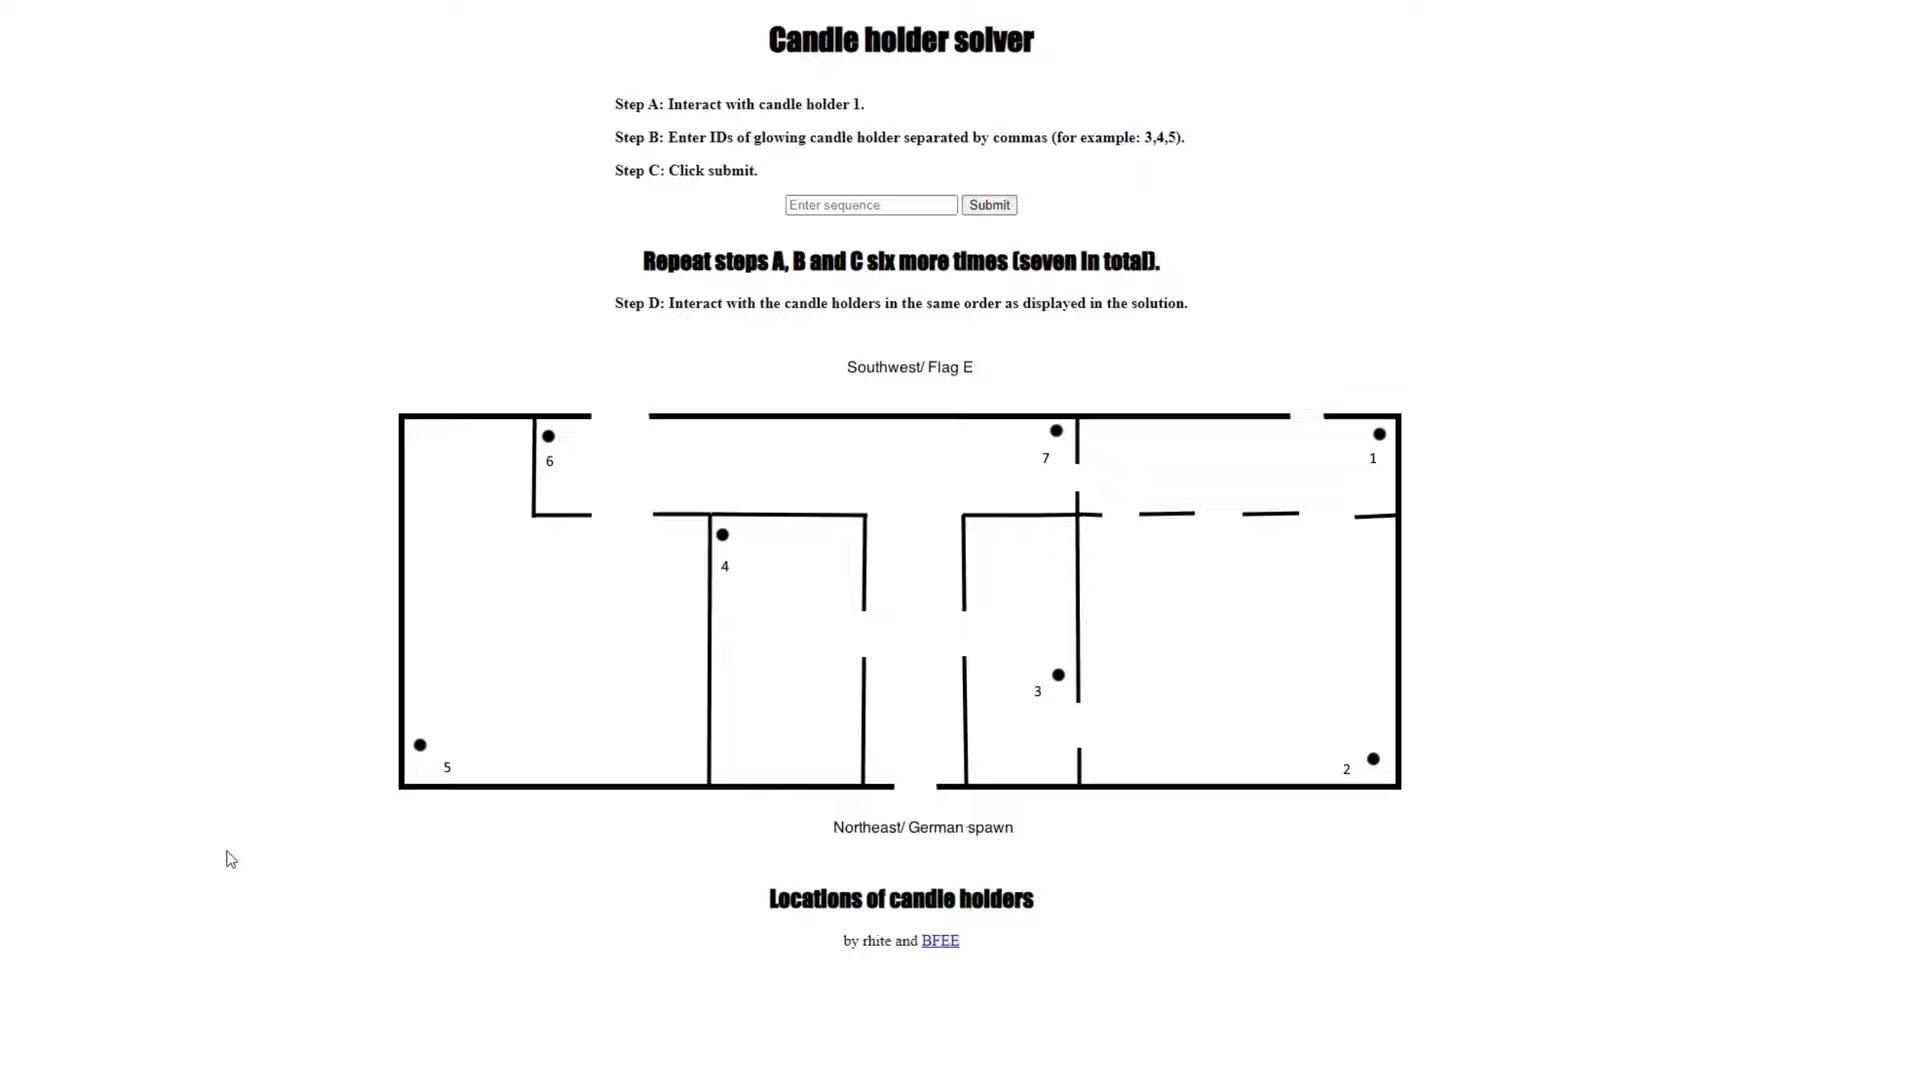 Candle holder solver
Step A: Interact with candle holder 1.
Step B: Enter IDs of glowing candle holder separated by commas (for example: 3,4,5).
Step C: Click submit.
Enter sequence Submit
Repeat steps A, B and C six more times (seven in total).
Step D: Interact with the candle holders in the same order as displayed in the solution.
Southwest/ Flag E
6
7
1
4
3
5
2
Northeast/ German spawn
Locations of candle holders
by rhite and BFEE